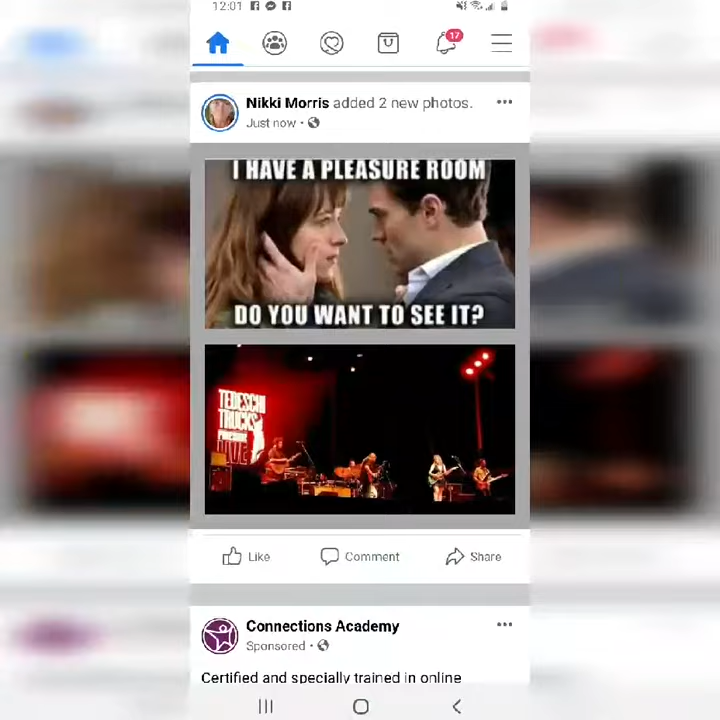 12:01
17
Nikki Morris added 2 new photos.
Just now
I HAVE A PLEASURE ROOM
DO YOU WANT TO SEE IT?
TEDESCHI
TRUCKS
LIVE
Like
Comment
Share
Connections Academy
Sponsored
Certified and specially trained in online